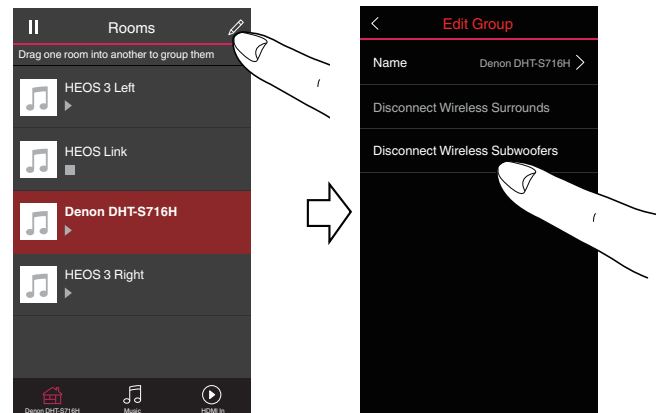 Rooms
Drag one room into another to group them
HEOS 3 Left
HEOS Link
Denon DHT-S716H
HEOS 3 Right
Denon DHT-S716H
Music
HDMI In
Edit Group
Name
Denon DHT-S716H
Disconnect Wireless Surrounds
Disconnect Wireless Subwoofers